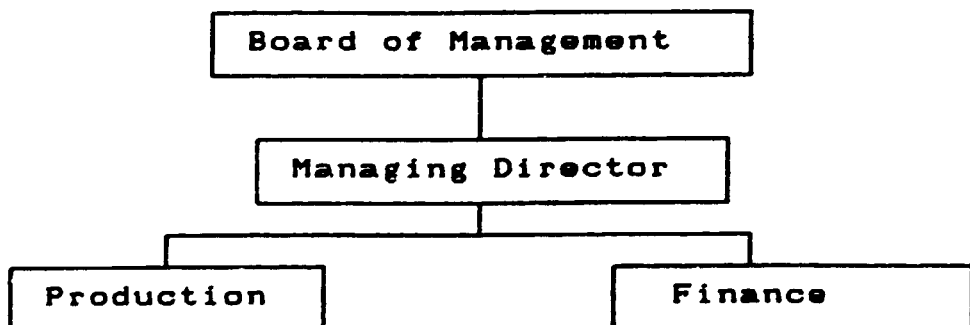 Board of Management
Managing Director
Production
Finance